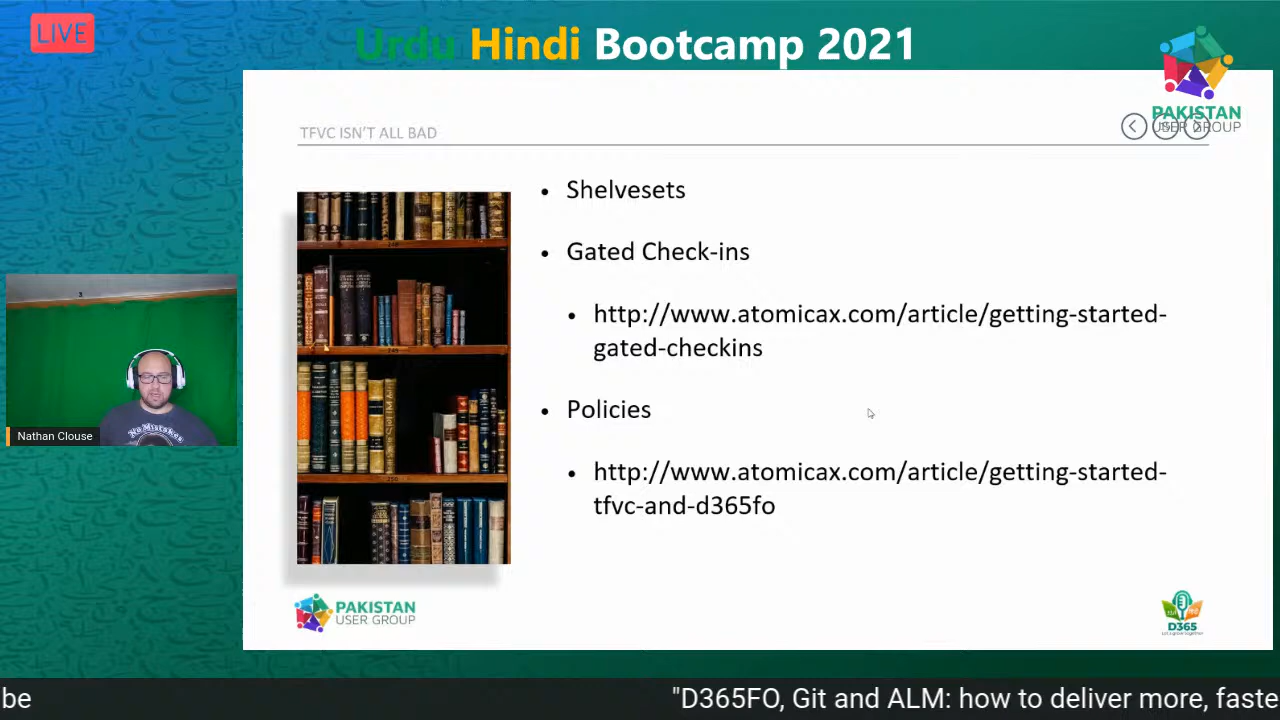 LIVE
Urdu Hindi Bootcamp 2021
PAKISTAN
USER GROUP
TFVC ISN'T ALL BAD
• Shelvesets
• Gated Check-ins
• http://www.atomicax.com/article/getting-started-
gated-checkins
• Policies
• http://www.atomicax.com/article/getting-started-
tfvc-and-d365fo
No Mistakes
Nathan Clouse
PAKISTAN
USER GROUP
D365
be
"D365FO, Git and ALM: how to deliver more, faste